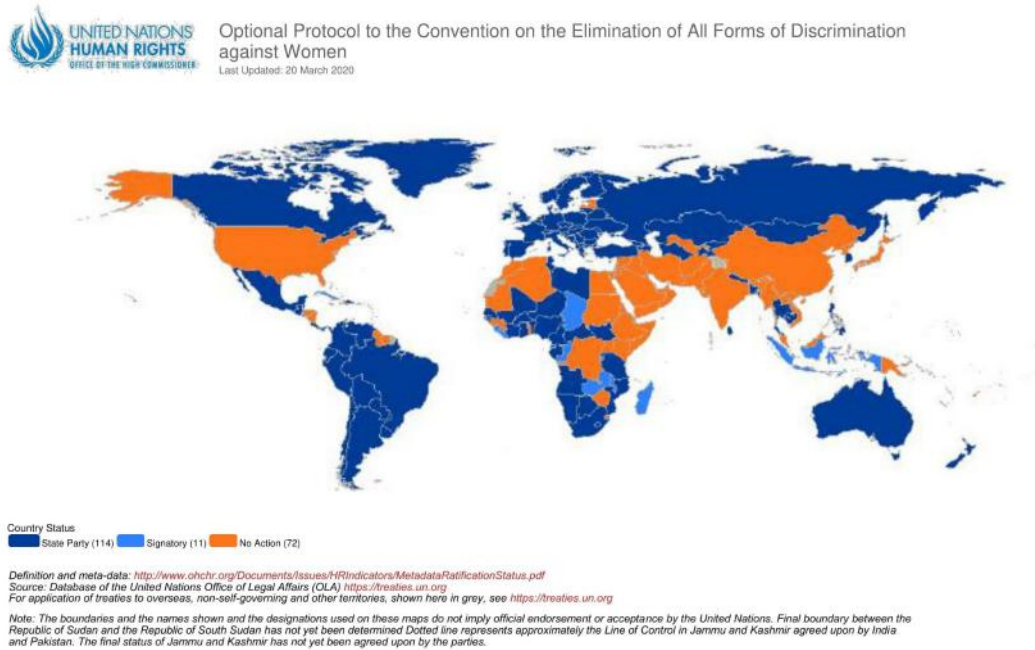 UNITED NATIONS
HUMAN RIGHTS
OFFICE OF THE HIGH COMMISSIONER
Optional Protocol to the Convention on the Elimination of All Forms of Discrimination
against Women
Last Updated: 20 March 2020
Country Status
State Party (114) Signatory (11) No Action (72)
Definition and meta-data: http://www.ohchr.org/Documents/Issues/HRIndicators/MetadataRatificationStatus.pdf
Source: Database of the United Nations Office of Legal Affairs (OLA) https://treaties.un.org
For application of treaties to overseas, non-self-governing and other territories, shown here in grey, see https://treaties.un.org
Note: The boundaries and the names shown and the designations used on these maps do not imply official endorsement or acceptance by the United Nations. Final boundary between the
Republic of Sudan and the Republic of South Sudan has not yet been determined Dotted line represents approximately the Line of Control in Jammu and Kashmir agreed upon by India
and Pakistan. The final status of Jammu and Kashmir has not yet been agreed upon by the parties.